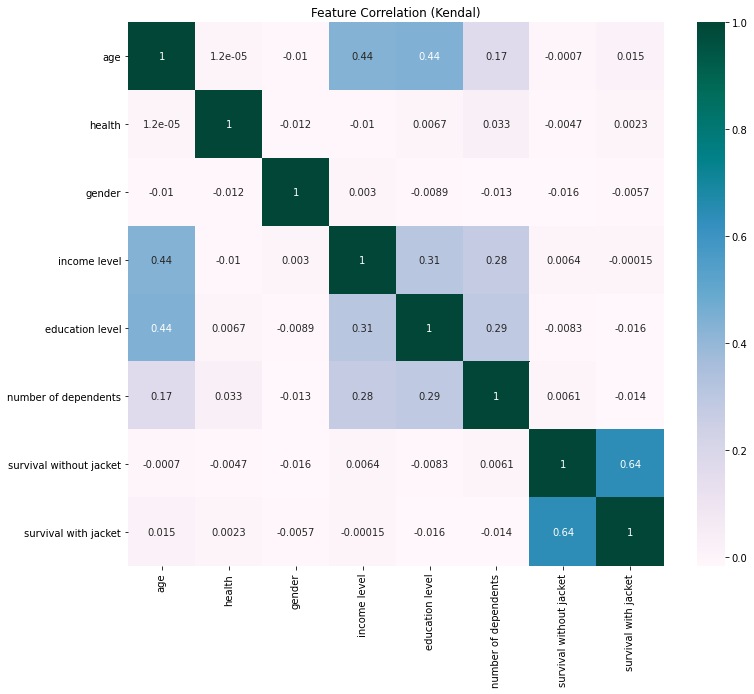 Feature Correlation (Kendal)
age 1 1.2e-05 -0.01 0.44 0.44 0.17 -0.0007 0.015
health 1.2e-05 1 -0.012 -0.01 0.0067 0.033 -0.0047 0.0023
gender -0.01 -0.012 1 0.003 -0.0089 -0.013 -0.016 -0.0057
income level 0.44 -0.01 0.003 1 0.31 0.28 0.0064 -0.00015
education level 0.44 0.0067 -0.0089 0.31 1 0.29 -0.0083 -0.016
number of dependents 0.17 0.033 -0.013 0.28 0.29 1 0.0061 -0.014
survival without jacket -0.0007 -0.0047 -0.016 0.0064 -0.0083 0.0061 1 0.64
survival with jacket 0.015 0.0023 -0.0057 -0.00015 -0.016 -0.014 0.64 1
age
health
gender
income level
education level
number of dependents
survival without jacket
survival with jacket
1.0
0.8
0.6
0.4
0.2
0.0